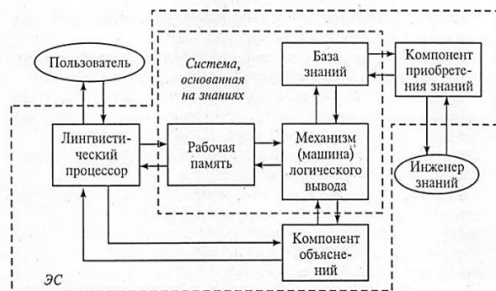 Пользователь
Система,
основанная
на знаниях
База
знаний
Компонент
приобрете-
ния знаний
Лингвисти-
ческий
процессор
Рабочая
память
Механизм
(машина)
логического
вывода
Инженер
знаний
Компонент
объясне-
ний
ЭС